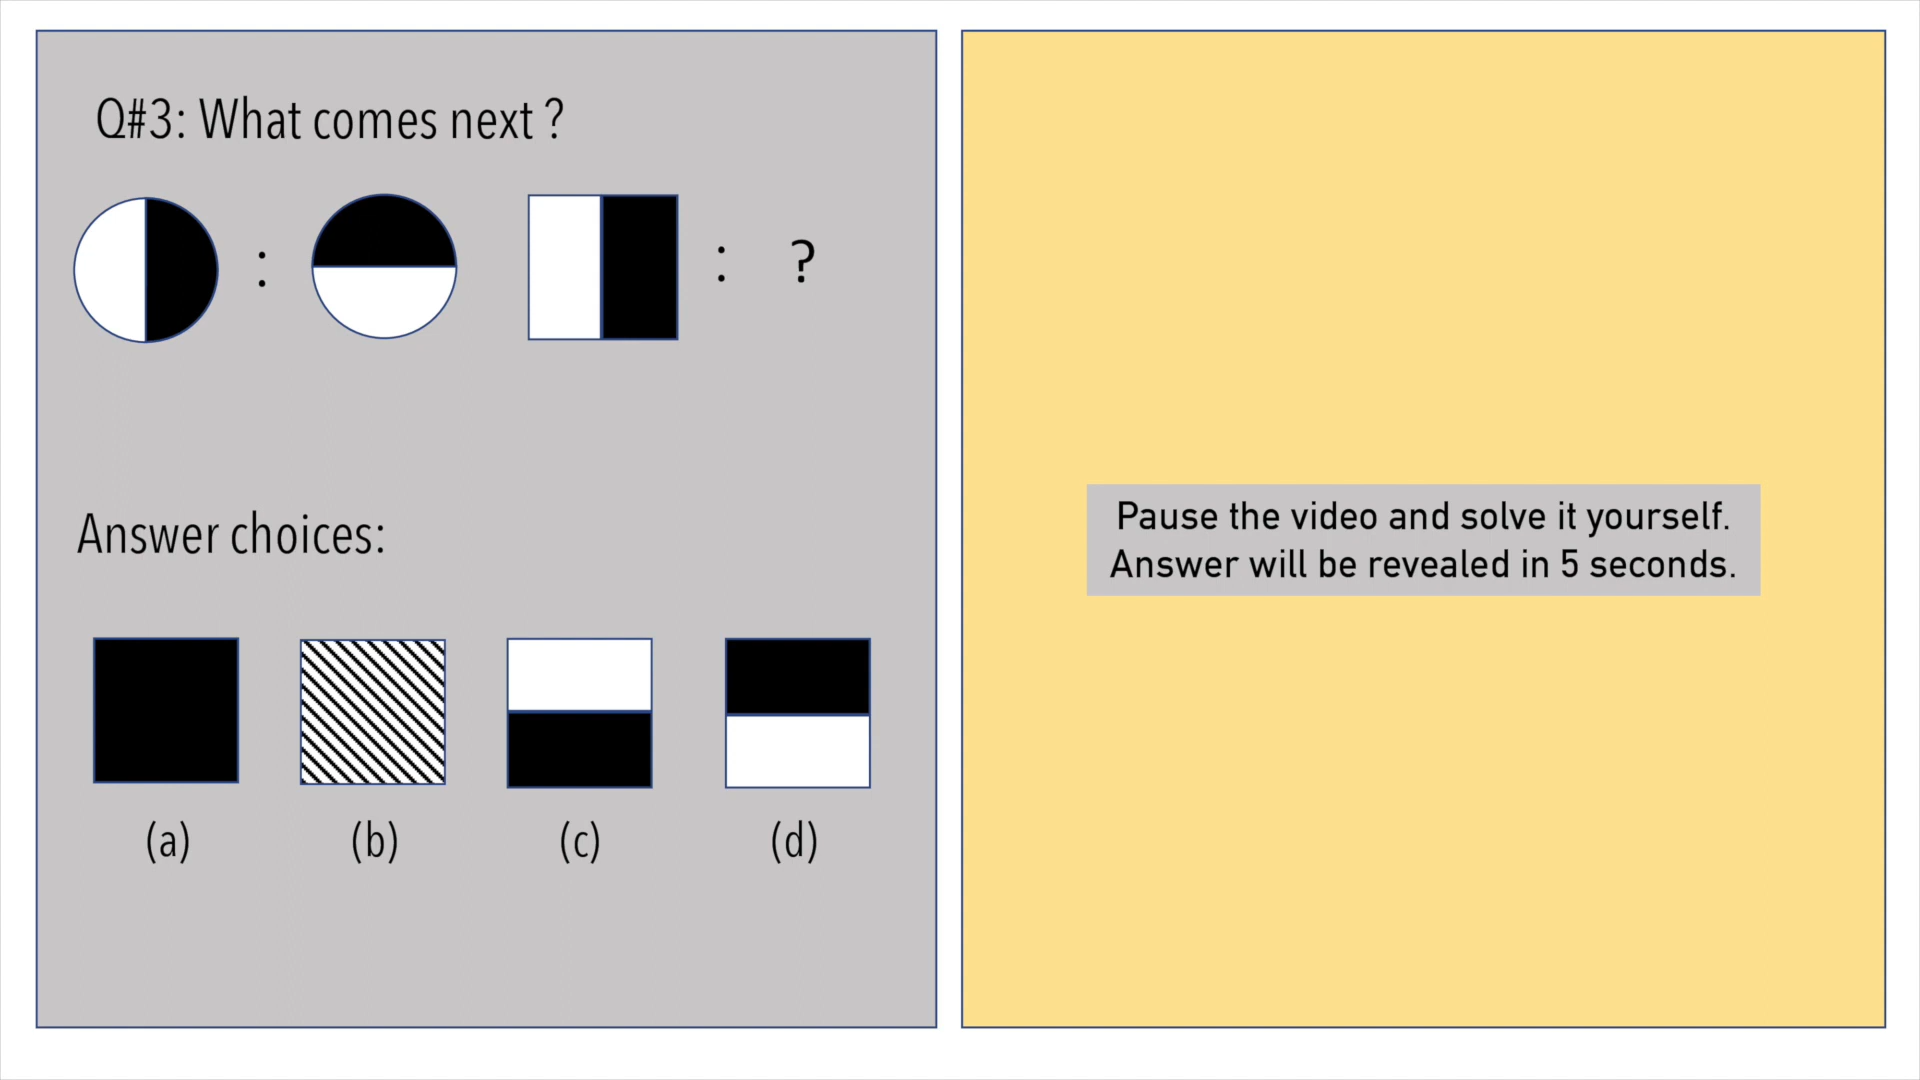 Q#3: What comes next ?
: : ?
Answer choices:
(a) (b) (c) (d)
Pause the video and solve it yourself.
Answer will be revealed in 5 seconds.